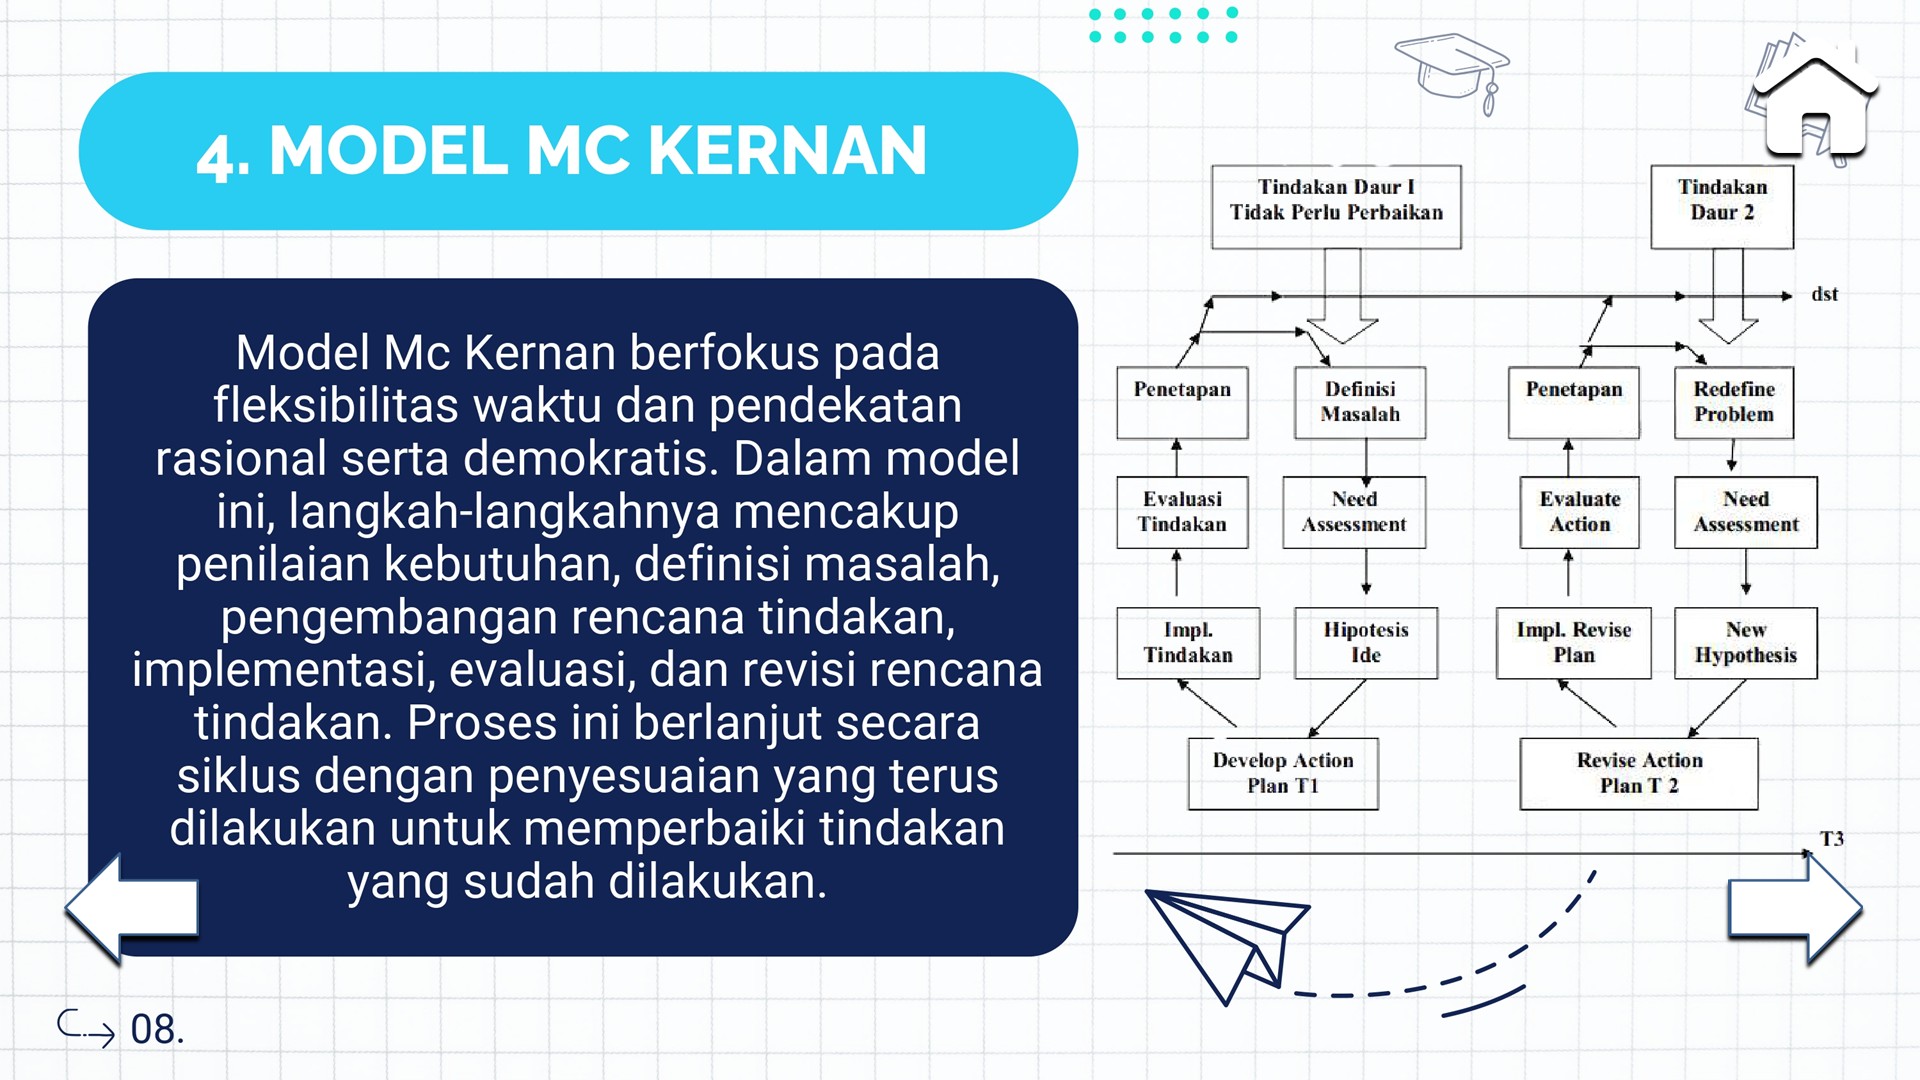 4. MODEL MC KERNAN
Model Mc Kernan berfokus pada
fleksibilitas waktu dan pendekatan
rasional serta demokratis. Dalam model
ini, langkah-langkahnya mencakup
penilaian kebutuhan, definisi masalah,
pengembangan rencana tindakan,
implementasi, evaluasi, dan revisi rencana
tindakan. Proses ini berlanjut secara
siklus dengan penyesuaian yang terus
dilakukan untuk memperbaiki tindakan
yang sudah dilakukan.
08.
Tindakan Daur I
Tidak Perlu Perbaikan
Tindakan
Daur 2
dst
Penetapan
Definisi
Masalah
Penetapan
Redefine
Problem
Evaluasi
Tindakan
Need
Assessment
Evaluate
Action
Need
Assessment
Impl.
Tindakan
Hipotesis
Ide
Impl. Revise
Plan
New
Hypothesis
Develop Action
Plan T1
Revise Action
Plan T 2
T3